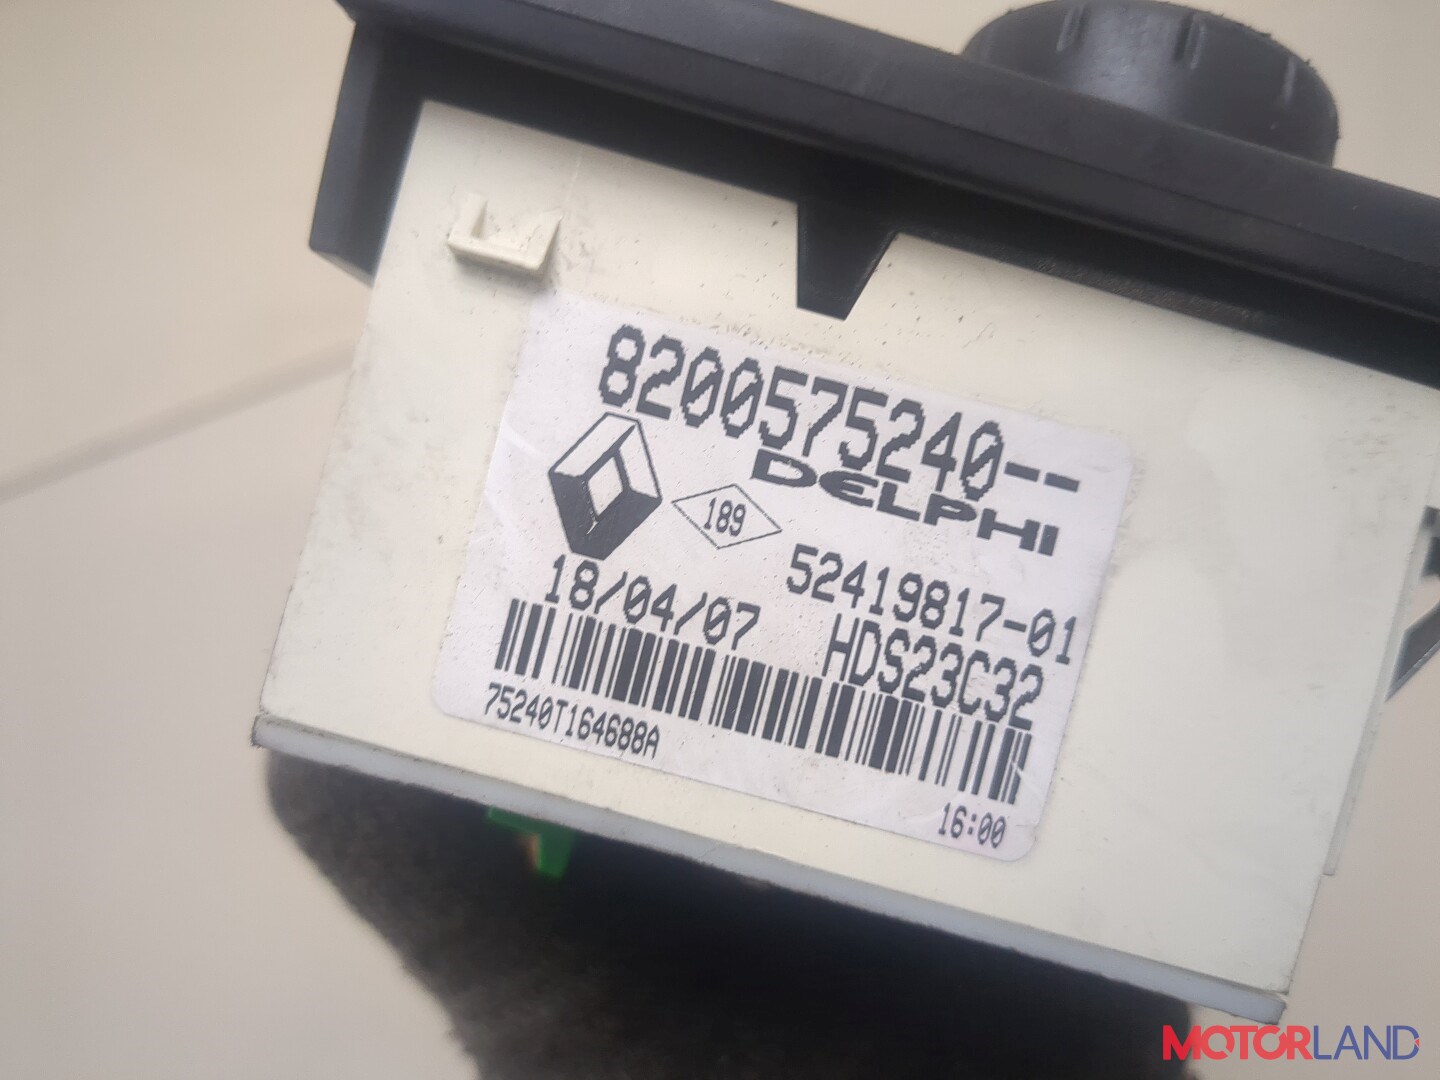 8200575240--
DELPHI
189
52419817-01
18/04/07
HDS23C32
75240T164688A
16:00
MOTORLAND